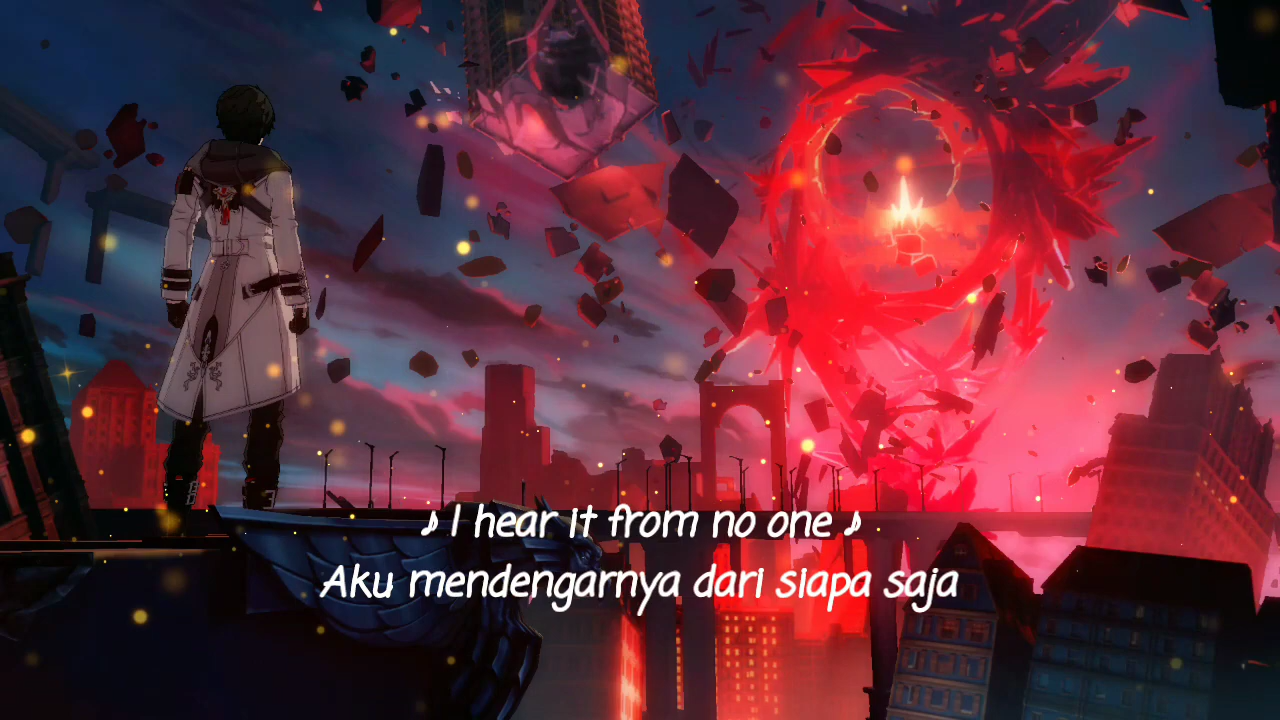 ♪ I hear it from no one ♪
Aku mendengarnya dari siapa saja